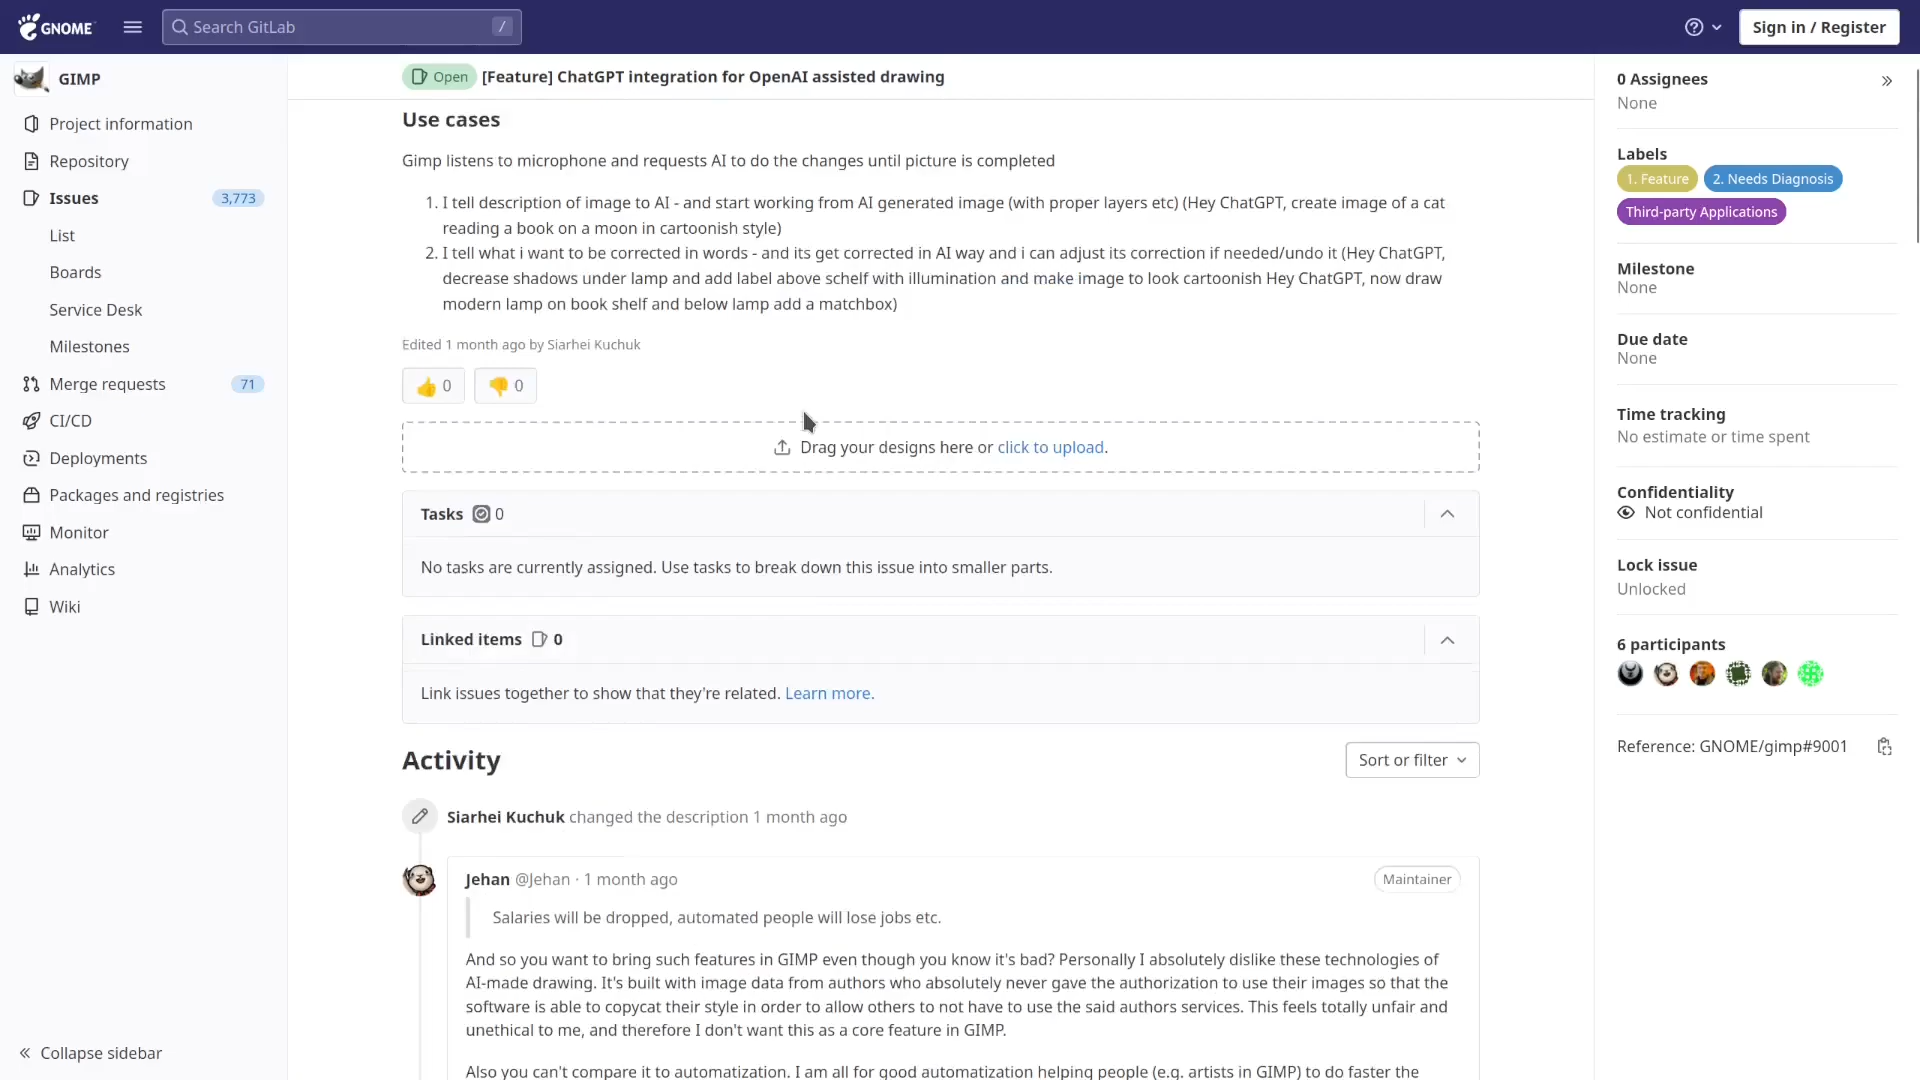 GNOME
Search GitLab
/
Sign in / Register
GIMP
Project information
Repository
Issues 3,773
List
Boards
Service Desk
Milestones
Merge requests 71
CI/CD
Deployments
Packages and registries
Monitor
Analytics
Wiki
Collapse sidebar
Open [Feature] ChatGPT integration for OpenAI assisted drawing
Use cases
Gimp listens to microphone and requests AI to do the changes until picture is completed
1. I tell description of image to AI - and start working from AI generated image (with proper layers etc) (Hey ChatGPT, create image of a cat
reading a book on a moon in cartoonish style)
2. I tell what i want to be corrected in words - and its get corrected in AI way and i can adjust its correction if needed/undo it (Hey ChatGPT,
decrease shadows under lamp and add label above schelf with illumination and make image to look cartoonish Hey ChatGPT, now draw
modern lamp on book shelf and below lamp add a matchbox)
Edited 1 month ago by Siarhei Kuchuk
👍 0 👎 0
Drag your designs here or click to upload.
Tasks 0
No tasks are currently assigned. Use tasks to break down this issue into smaller parts.
Linked items 0
Link issues together to show that they're related. Learn more.
Activity
Sort or filter
Siarhei Kuchuk changed the description 1 month ago
Jehan @Jehan · 1 month ago
Maintainer
Salaries will be dropped, automated people will lose jobs etc.
And so you want to bring such features in GIMP even though you know it's bad? Personally I absolutely dislike these technologies of
AI-made drawing. It's built with image data from authors who absolutely never gave the authorization to use their images so that the
software is able to copycat their style in order to allow others to not have to use the said authors services. This feels totally unfair and
unethical to me, and therefore I don't want this as a core feature in GIMP.
Also you can't compare it to automatization. I am all for good automatization helping people (e.g. artists in GIMP) to do faster the
0 Assignees
None
Labels
1. Feature 2. Needs Diagnosis
Third-party Applications
Milestone
None
Due date
None
Time tracking
No estimate or time spent
Confidentiality
Not confidential
Lock issue
Unlocked
6 participants
Reference: GNOME/gimp#9001